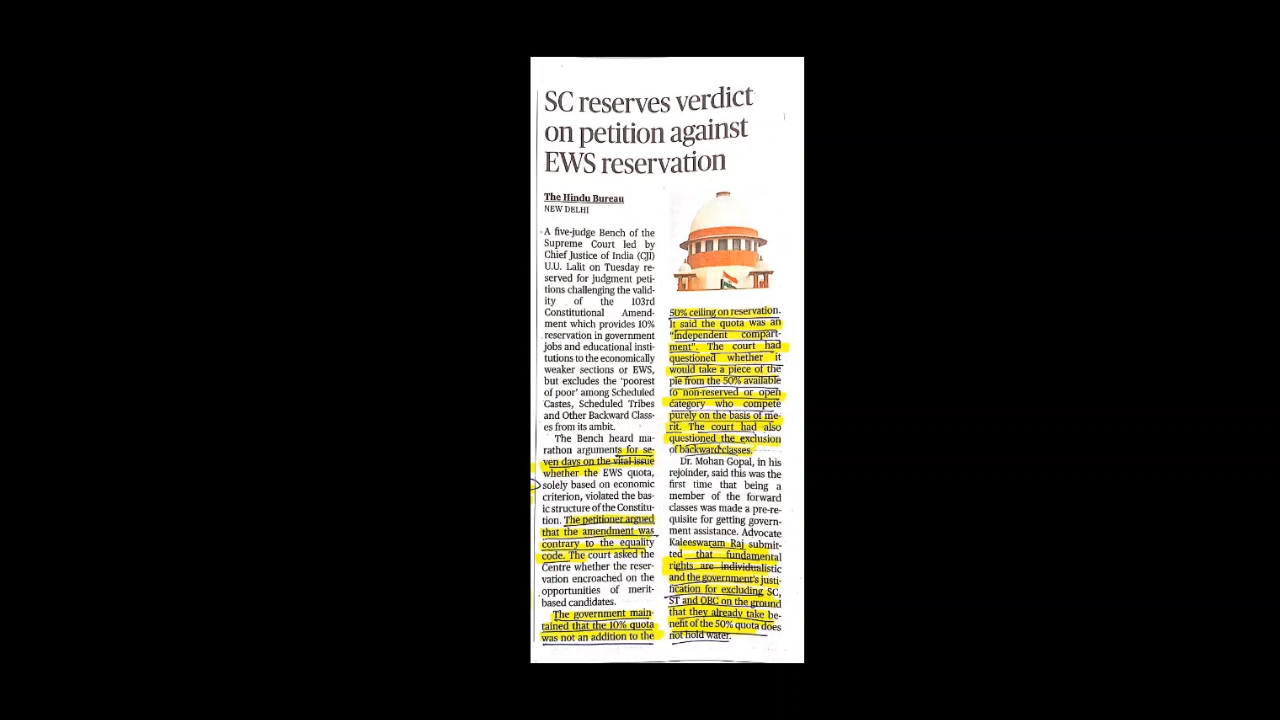 SC reserves verdict
on petition against
EWS reservation
The Hindu Bureau
NEW DELHI
A five-judge Bench of the
Supreme Court led by
Chief Justice of India (CJI)
U.U. Lalit on Tuesday re-
served for judgment peti-
tions challenging the valid-
ity of the 103rd
Constitutional Amend-
ment which provides 10%
reservation in government
jobs and educational insti-
tutions to the economically
weaker sections or EWS,
but excludes the 'poorest
of poor' among Scheduled
Castes, Scheduled Tribes
and Other Backward Class-
es from its ambit.
The Bench heard ma-
rathon arguments for se-
ven days on the vital issue
whether the EWS quota,
solely based on economic
criterion, violated the bas-
ic structure of the Constitu-
tion. The petitioner argued
that the amendment was
contrary to the equality
code. The court asked the
Centre whether the reser-
vation encroached on the
opportunities of merit-
based candidates.
The government main-
tained that the 10% quota
was not an addition to the
50% ceiling on reservation.
It said the quota was an
"independent compart-
ment". The court had
questioned whether it
would take a piece of the
pie from the 50% available
to non-reserved or open
category who compete
purely on the basis of me-
rit. The court had also
questioned the exclusion
of backward classes.
Dr. Mohan Gopal, in his
rejoinder, said this was the
first time that being a
member of the forward
classes was made a pre-re-
quisite for getting govern-
ment assistance. Advocate
Kaleeswaram Raj submit-
ted that fundamental
rights are individualistic
and the government's justi-
fication for excluding SC,
ST and OBC on the ground
that they already take be-
nefit of the 50% quota does
not hold water.